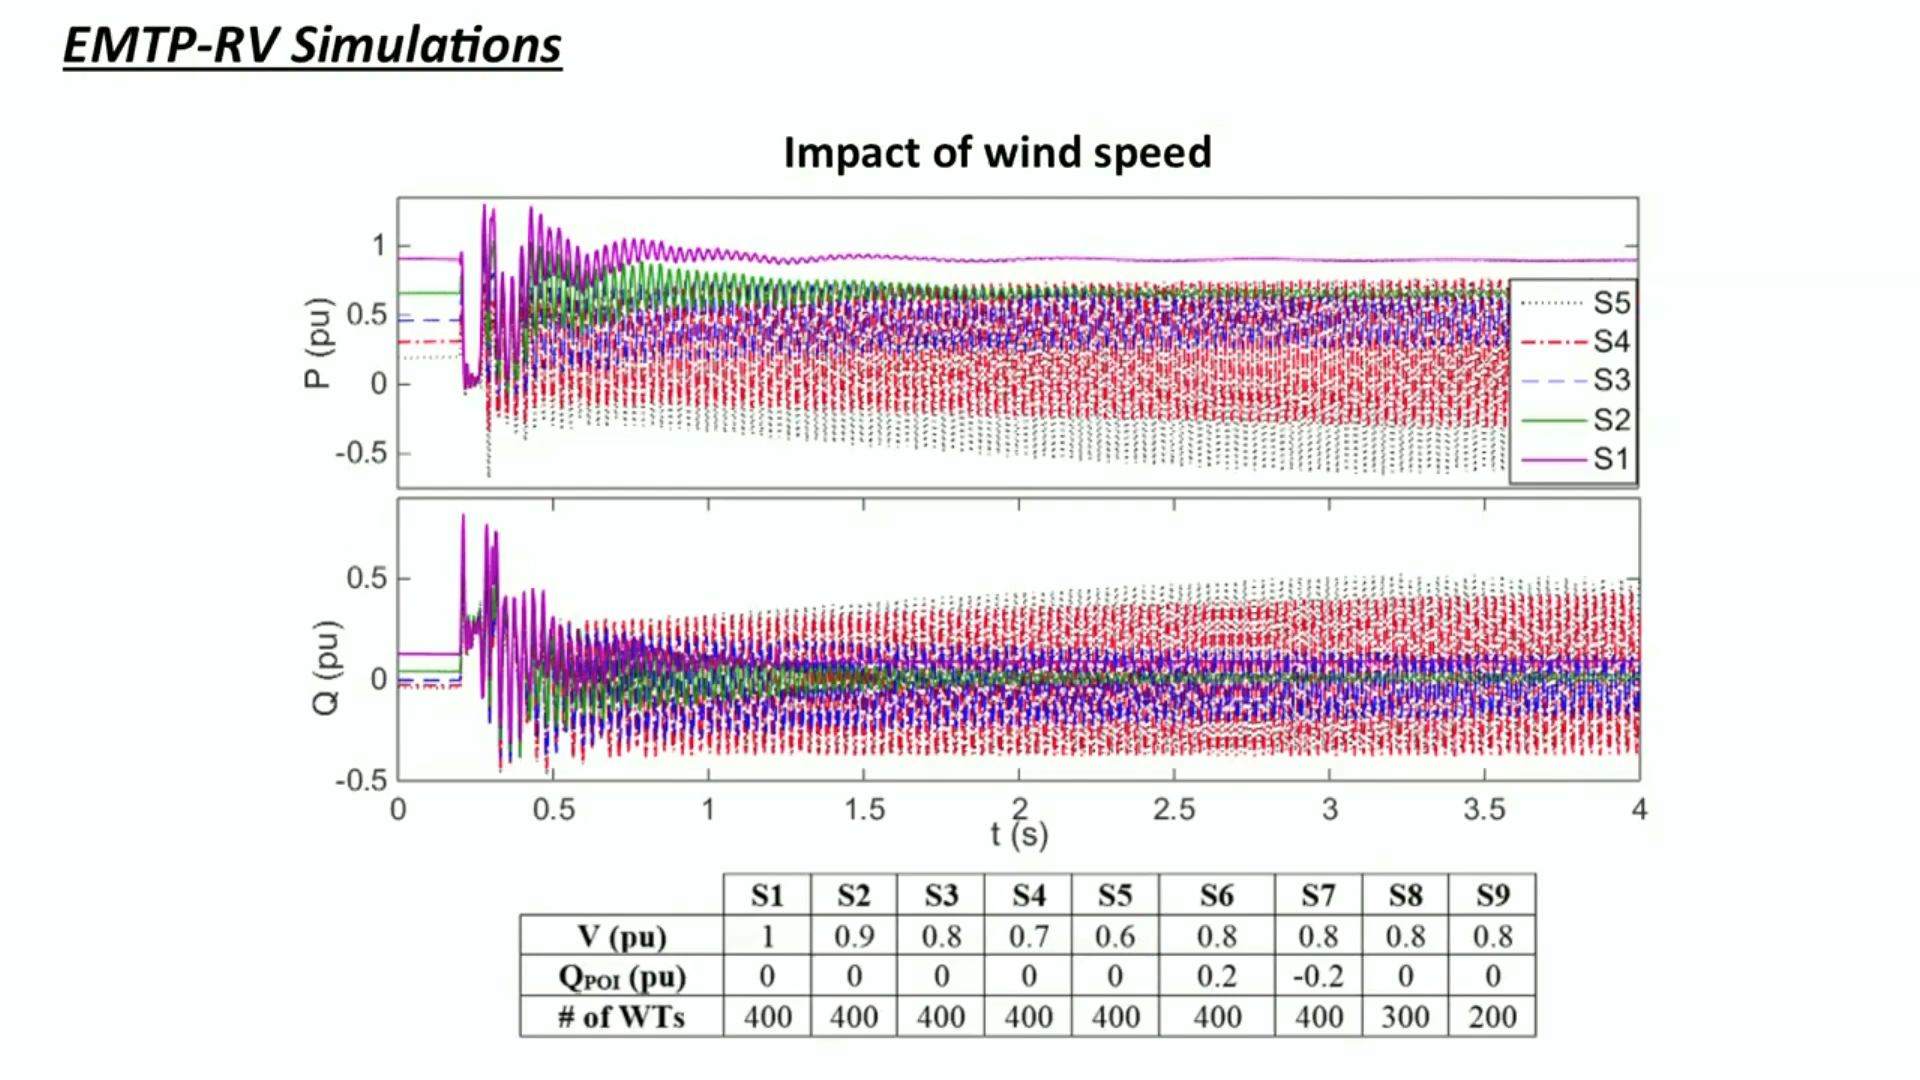 EMTP-RV Simulations
Impact of wind speed
1
0.5
0
-0.5
P (pu)
S5
S4
S3
S2
S1
0.5
0
-0.5
Q (pu)
0 0.5 1 1.5 2 2.5 3 3.5 4
t (s)
S1 S2 S3 S4 S5 S6 S7 S8 S9
V (pu) 1 0.9 0.8 0.7 0.6 0.8 0.8 0.8 0.8
QPOI (pu) 0 0 0 0 0 0.2 -0.2 0 0
# of WTs 400 400 400 400 400 400 400 300 200